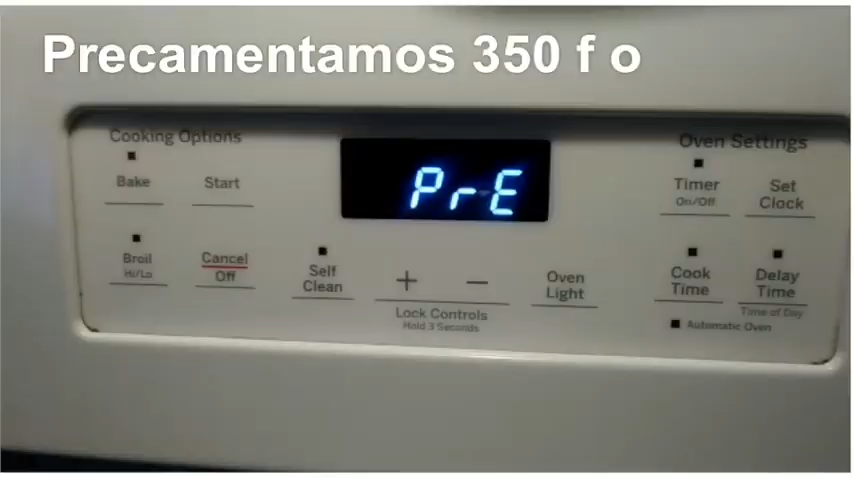 Precamentamos 350 f o
Cooking Options
Oven Settings
PrE
Bake
Start
Timer
On/Off
Set
Clock
Broil
Hi/Lo
Cancel
Off
Self
Clean
+
−
Lock Controls
Hold 3 Seconds
Oven
Light
Cook
Time
Delay
Time
Time of Day
Automatic Oven